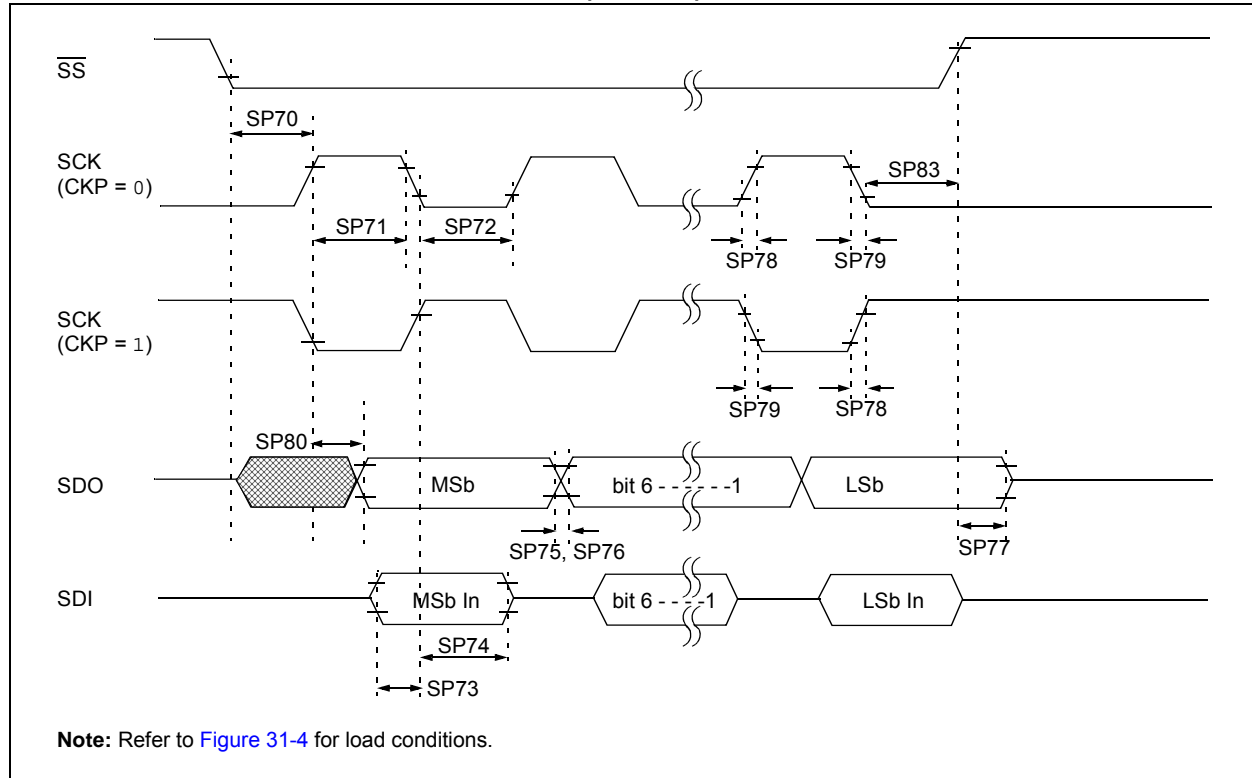 SS
SP70
SCK
(CKP = 0)
SP83
SP71
SP72
SP78
SP79
SCK
(CKP = 1)
SP79
SP78
SP80
SDO
MSb
bit 6 - - - - - -1
LSb
SP75, SP76
SP77
SDI
MSb In
bit 6 - - - -1
LSb In
SP74
SP73
Note: Refer to Figure 31-4 for load conditions.